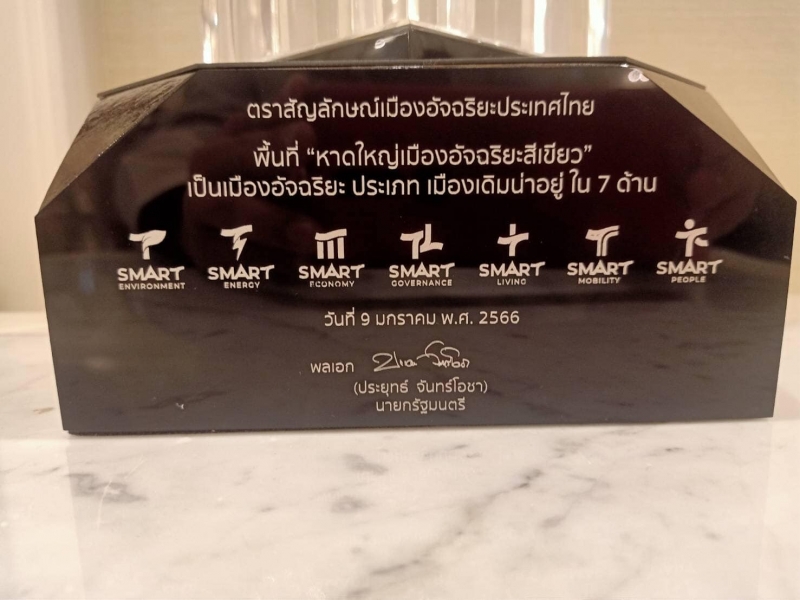 ตราสัญลักษณ์เมืองอัจฉริยะประเทศไทย
พื้นที่ “หาดใหญ่เมืองอัจฉริยะสีเขียว”
เป็นเมืองอัจฉริยะ ประเภท เมืองเดิมน่าอยู่ ใน 7 ด้าน
SMART SMART SMART SMART SMART SMART SMART
ENVIRONMENT ENERGY ECONOMY GOVERNANCE LIVING MOBILITY PEOPLE
วันที่ 9 มกราคม พ.ศ. 2566
พลเอก
(ประยุทธ์ จันทร์โอชา)
นายกรัฐมนตรี